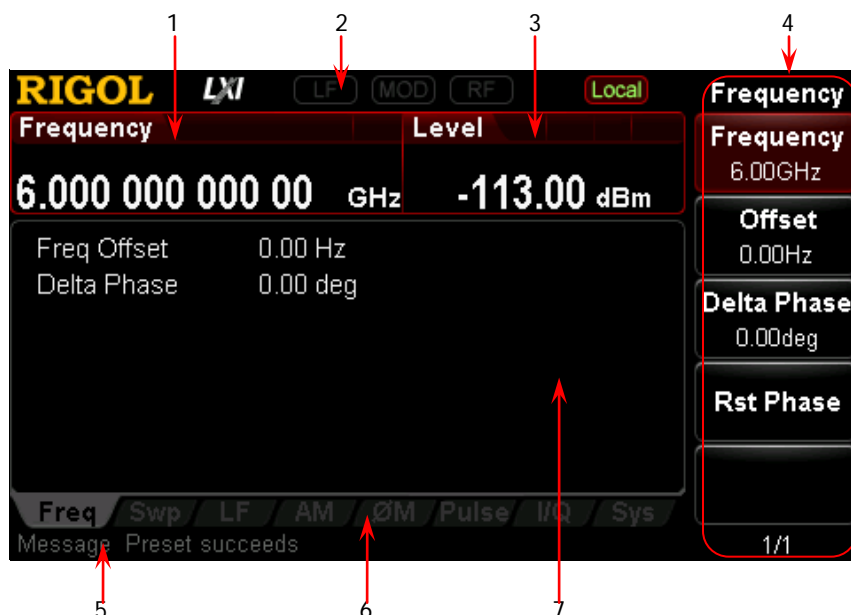 1 2 3 4
RIGOL LXI LF MOD RF Local
Frequency Level
6.000 000 000 00 GHz -113.00 dBm
Freq Offset 0.00 Hz
Delta Phase 0.00 deg
Freq Swp LF AM ØM Pulse I/Q Sys
Message Preset succeeds
Frequency
Frequency
6.00GHz
Offset
0.00Hz
Delta Phase
0.00deg
Rst Phase
1/1
5 6 7